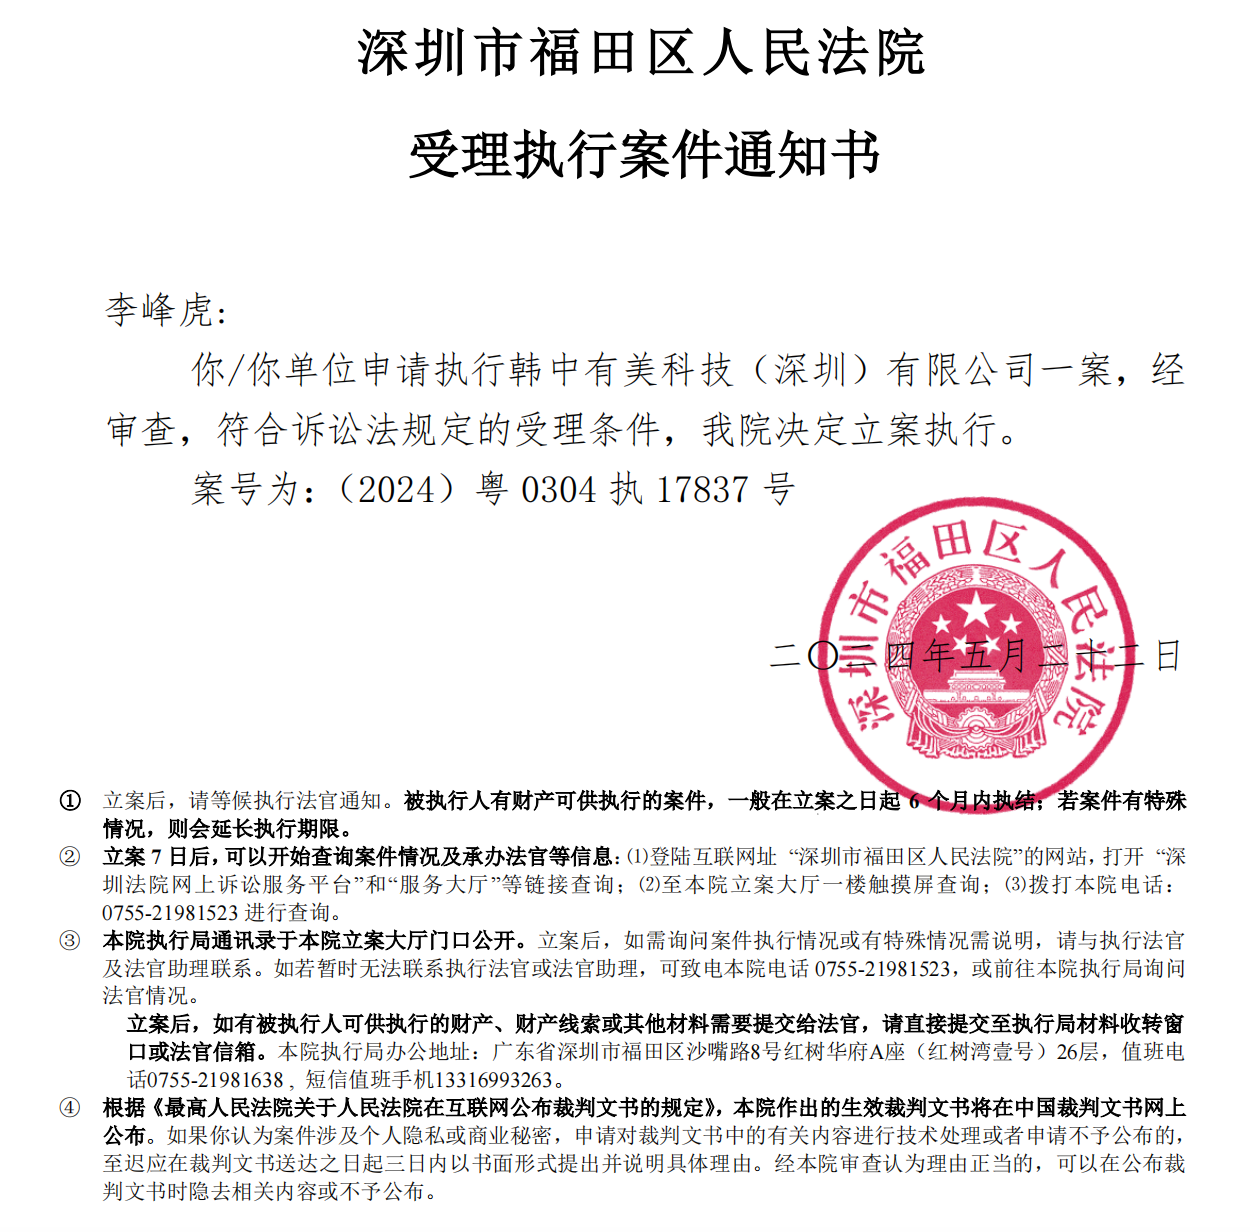 深圳市福田区人民法院
受理执行案件通知书
李峰虎:
你/你单位申请执行韩中有美科技（深圳）有限公司一案，经
审查，符合诉讼法规定的受理条件，我院决定立案执行。
案号为:（2024）粤 0304 执 17837 号
深圳市福田区人民法院
二〇二四年五月二十二日
① 立案后，请等候执行法官通知。被执行人有财产可供执行的案件，一般在立案之日起 6 个月内执结；若案件有特殊
情况，则会延长执行期限。
② 立案 7 日后，可以开始查询案件情况及承办法官等信息：⑴登陆互联网址 “深圳市福田区人民法院”的网站，打开 “深
圳法院网上诉讼服务平台”和“服务大厅”等链接查询；⑵至本院立案大厅一楼触摸屏查询；⑶拨打本院电话：
0755-21981523 进行查询。
③ 本院执行局通讯录于本院立案大厅门口公开。立案后，如需询问案件执行情况或有特殊情况需说明，请与执行法官
及法官助理联系。如若暂时无法联系执行法官或法官助理，可致电本院电话 0755-21981523，或前往本院执行局询问
法官情况。
立案后，如有被执行人可供执行的财产、财产线索或其他材料需要提交给法官，请直接提交至执行局材料收转窗
口或法官信箱。本院执行局办公地址：广东省深圳市福田区沙嘴路8号红树华府A座（红树湾壹号）26层，值班电
话0755-21981638 , 短信值班手机13316993263。
④ 根据《最高人民法院关于人民法院在互联网公布裁判文书的规定》，本院作出的生效裁判文书将在中国裁判文书网上
公布。如果你认为案件涉及个人隐私或商业秘密，申请对裁判文书中的有关内容进行技术处理或者申请不予公布的，
至迟应在裁判文书送达之日起三日内以书面形式提出并说明具体理由。经本院审查认为理由正当的，可以在公布裁
判文书时隐去相关内容或不予公布。